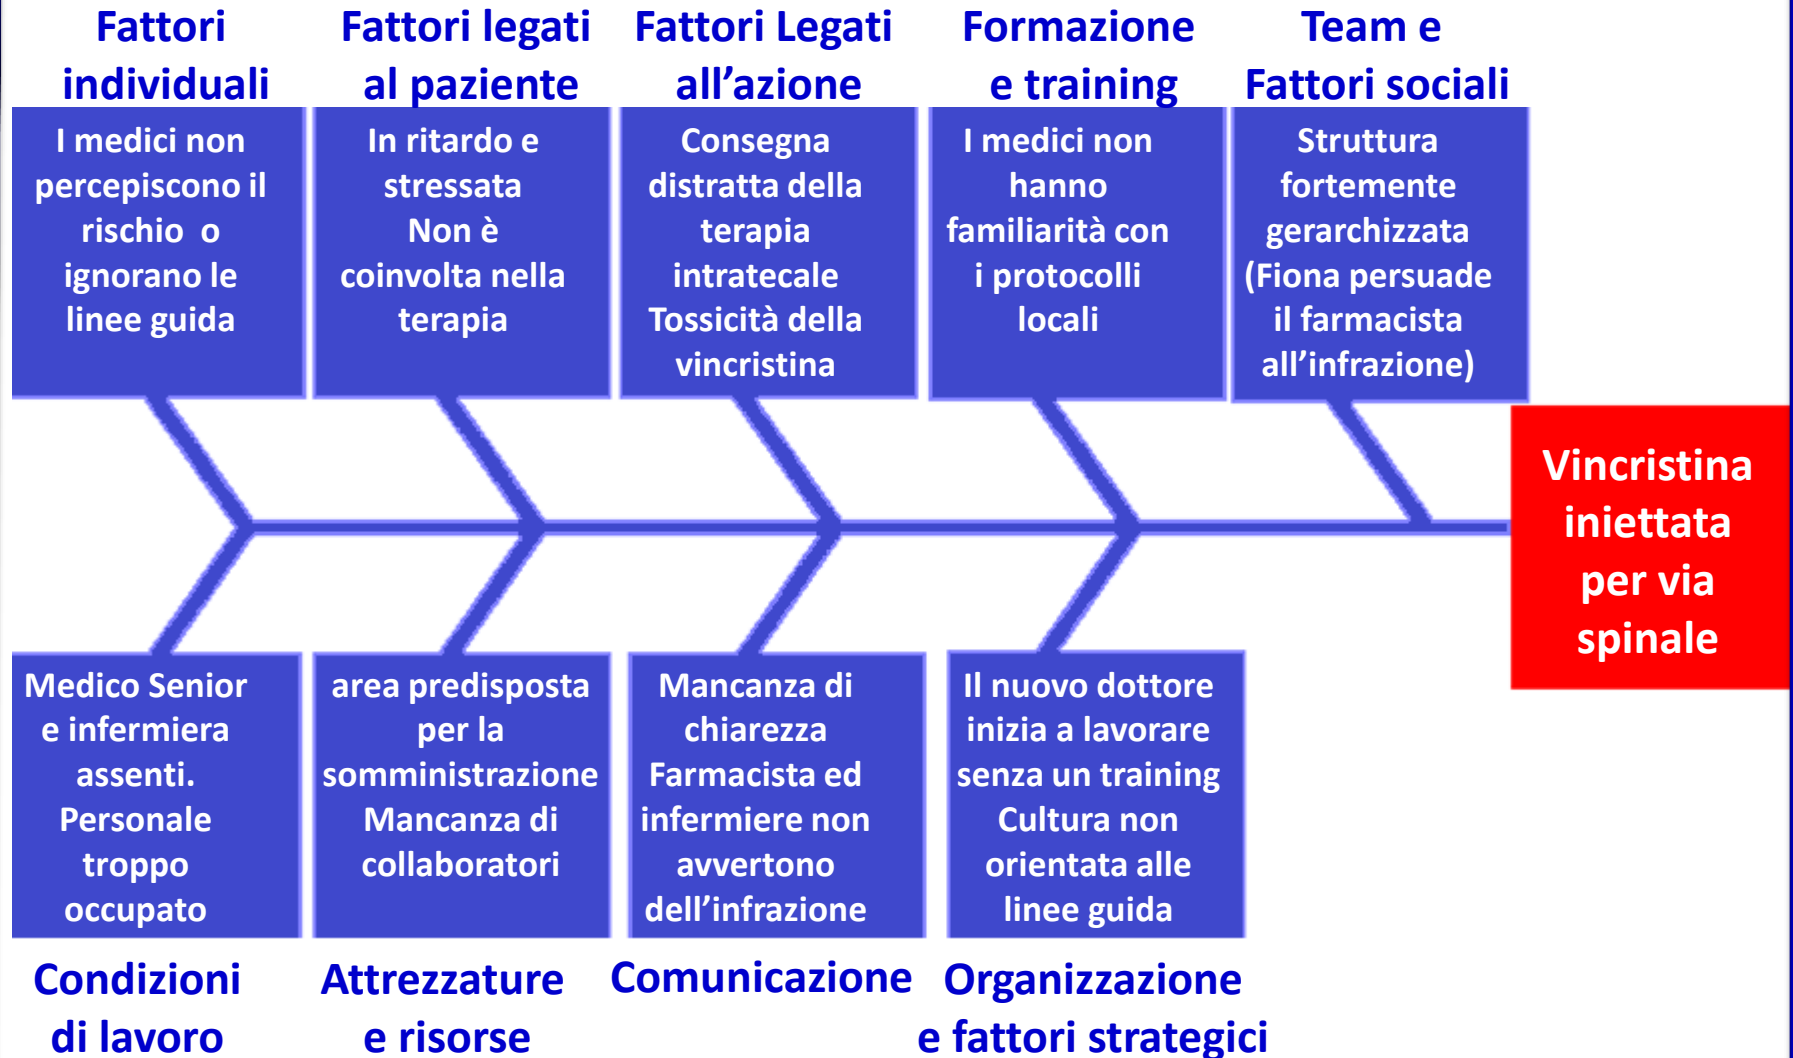 Fattori
individuali
Fattori legati
al paziente
Fattori Legati
all’azione
Formazione
e training
Team e
Fattori sociali
I medici non
percepiscono il
rischio o
ignorano le
linee guida
In ritardo e
stressata
Non è
coinvolta nella
terapia
Consegna
distratta della
terapia
intratecale
Tossicità della
vincristina
I medici non
hanno
familiarità con
i protocolli
locali
Struttura
fortemente
gerarchizzata
(Fiona persuade
il farmacista
all’infrazione)
Vincristina
iniettata
per via
spinale
Medico Senior
e infermiera
assenti.
Personale
troppo
occupato
area predisposta
per la
somministrazione
Mancanza di
collaboratori
Mancanza di
chiarezza
Farmacista ed
infermiere non
avvertono
dell’infrazione
Il nuovo dottore
inizia a lavorare
senza un training
Cultura non
orientata alle
linee guida
Condizioni
di lavoro
Attrezzature
e risorse
Comunicazione
Organizzazione
e fattori strategici